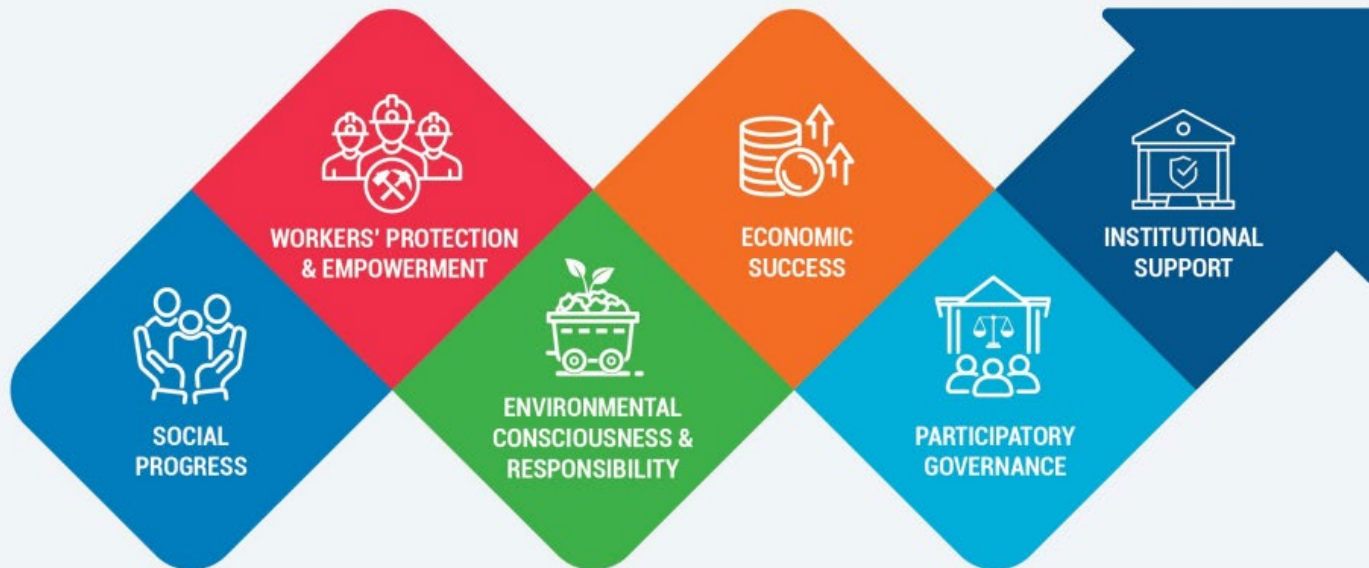 SOCIAL
PROGRESS
WORKERS' PROTECTION
& EMPOWERMENT
ENVIRONMENTAL
CONSCIOUSNESS &
RESPONSIBILITY
ECONOMIC
SUCCESS
PARTICIPATORY
GOVERNANCE
INSTITUTIONAL
SUPPORT